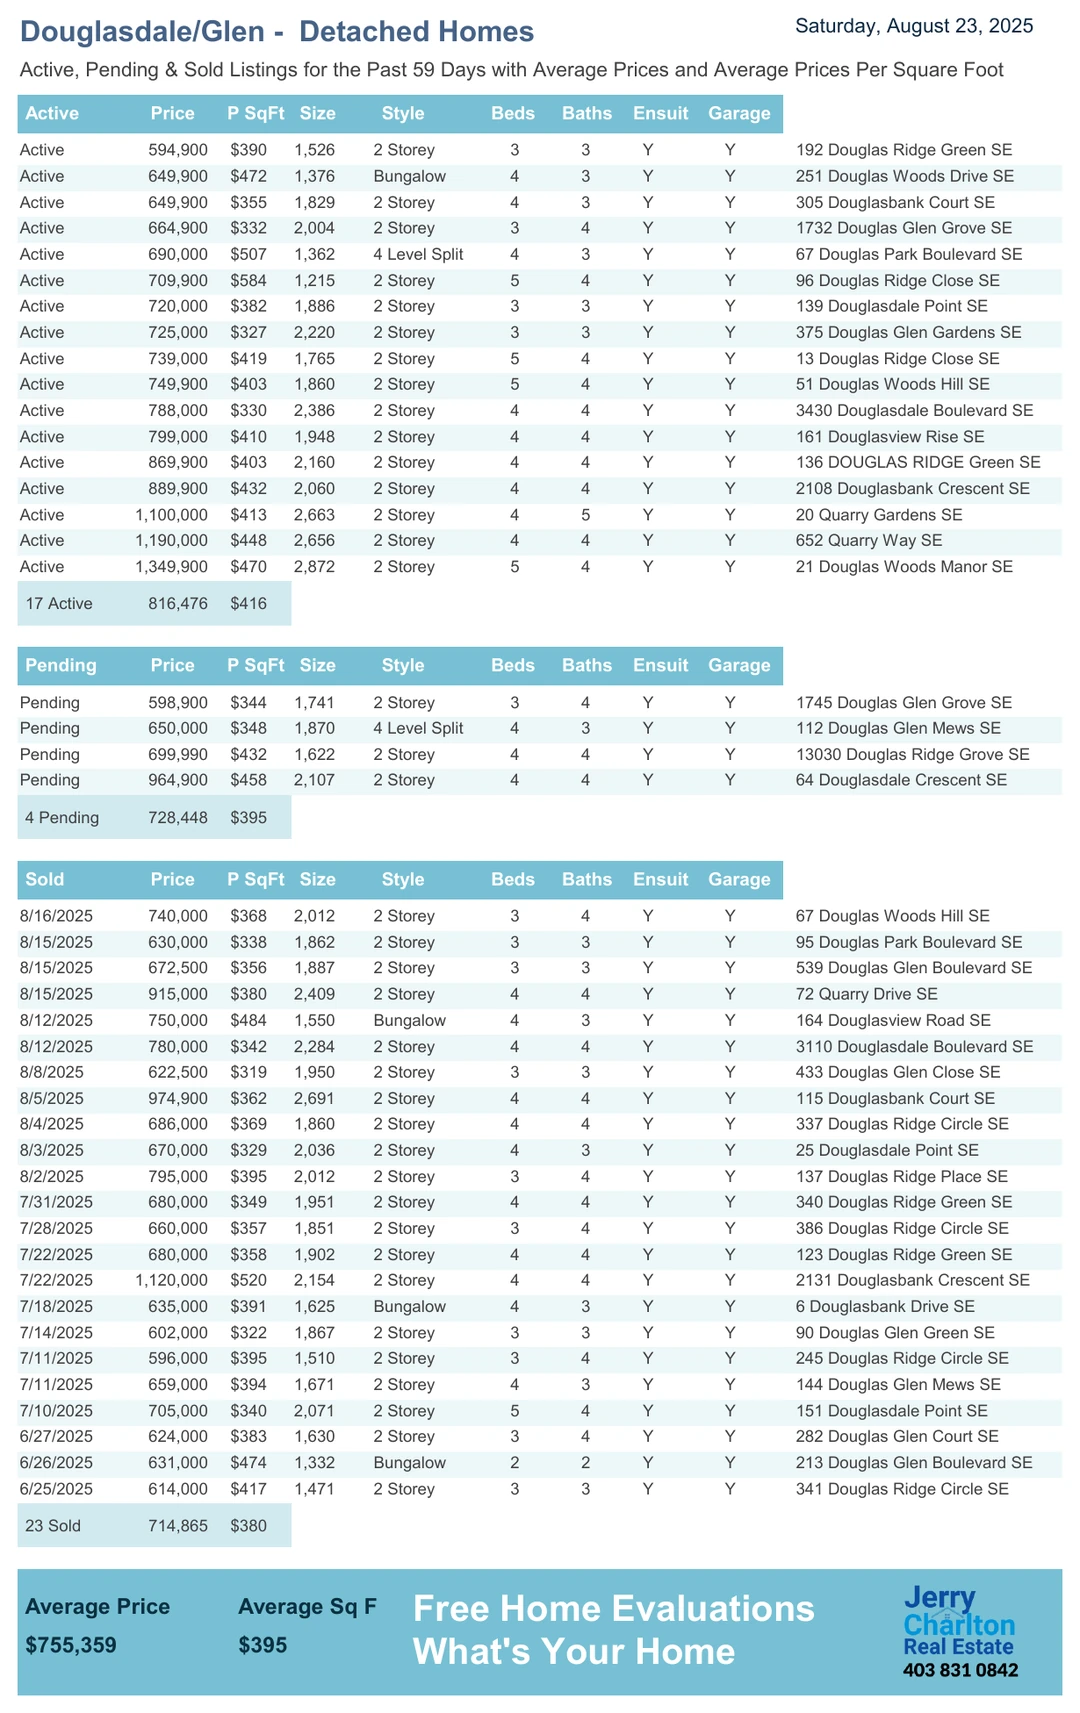 Douglasdale/Glen - Detached Homes
Saturday, August 23, 2025
Active, Pending & Sold Listings for the Past 59 Days with Average Prices and Average Prices Per Square Foot
Active Price P SqFt Size Style Beds Baths Ensuit Garage
Active 594,900 $390 1,526 2 Storey 3 3 Y Y 192 Douglas Ridge Green SE
Active 649,900 $472 1,376 Bungalow 4 3 Y Y 251 Douglas Woods Drive SE
Active 649,900 $355 1,829 2 Storey 4 3 Y Y 305 Douglasbank Court SE
Active 664,900 $332 2,004 2 Storey 3 4 Y Y 1732 Douglas Glen Grove SE
Active 690,000 $507 1,362 4 Level Split 4 3 Y Y 67 Douglas Park Boulevard SE
Active 709,900 $584 1,215 2 Storey 5 4 Y Y 96 Douglas Ridge Close SE
Active 720,000 $382 1,886 2 Storey 3 3 Y Y 139 Douglasdale Point SE
Active 725,000 $327 2,220 2 Storey 3 3 Y Y 375 Douglas Glen Gardens SE
Active 739,000 $419 1,765 2 Storey 5 4 Y Y 13 Douglas Ridge Close SE
Active 749,900 $403 1,860 2 Storey 5 4 Y Y 51 Douglas Woods Hill SE
Active 788,000 $330 2,386 2 Storey 4 4 Y Y 3430 Douglasdale Boulevard SE
Active 799,000 $410 1,948 2 Storey 4 4 Y Y 161 Douglasview Rise SE
Active 869,900 $403 2,160 2 Storey 4 4 Y Y 136 DOUGLAS RIDGE Green SE
Active 889,900 $432 2,060 2 Storey 4 4 Y Y 2108 Douglasbank Crescent SE
Active 1,100,000 $413 2,663 2 Storey 4 5 Y Y 20 Quarry Gardens SE
Active 1,190,000 $448 2,656 2 Storey 4 4 Y Y 652 Quarry Way SE
Active 1,349,900 $470 2,872 2 Storey 5 4 Y Y 21 Douglas Woods Manor SE
17 Active 816,476 $416
Pending Price P SqFt Size Style Beds Baths Ensuit Garage
Pending 598,900 $344 1,741 2 Storey 3 4 Y Y 1745 Douglas Glen Grove SE
Pending 650,000 $348 1,870 4 Level Split 4 3 Y Y 112 Douglas Glen Mews SE
Pending 699,990 $432 1,622 2 Storey 4 4 Y Y 13030 Douglas Ridge Grove SE
Pending 964,900 $458 2,107 2 Storey 4 4 Y Y 64 Douglasdale Crescent SE
4 Pending 728,448 $395
Sold Price P SqFt Size Style Beds Baths Ensuit Garage
8/16/2025 740,000 $368 2,012 2 Storey 3 4 Y Y 67 Douglas Woods Hill SE
8/15/2025 630,000 $338 1,862 2 Storey 3 3 Y Y 95 Douglas Park Boulevard SE
8/15/2025 672,500 $356 1,887 2 Storey 3 3 Y Y 539 Douglas Glen Boulevard SE
8/15/2025 915,000 $380 2,409 2 Storey 4 4 Y Y 72 Quarry Drive SE
8/12/2025 750,000 $484 1,550 Bungalow 4 3 Y Y 164 Douglasview Road SE
8/12/2025 780,000 $342 2,284 2 Storey 4 4 Y Y 3110 Douglasdale Boulevard SE
8/8/2025 622,500 $319 1,950 2 Storey 3 3 Y Y 433 Douglas Glen Close SE
8/5/2025 974,900 $362 2,691 2 Storey 4 4 Y Y 115 Douglasbank Court SE
8/4/2025 686,000 $369 1,860 2 Storey 4 4 Y Y 337 Douglas Ridge Circle SE
8/3/2025 670,000 $329 2,036 2 Storey 4 3 Y Y 25 Douglasdale Point SE
8/2/2025 795,000 $395 2,012 2 Storey 3 4 Y Y 137 Douglas Ridge Place SE
7/31/2025 680,000 $349 1,951 2 Storey 4 4 Y Y 340 Douglas Ridge Green SE
7/28/2025 660,000 $357 1,851 2 Storey 3 4 Y Y 386 Douglas Ridge Circle SE
7/22/2025 680,000 $358 1,902 2 Storey 4 4 Y Y 123 Douglas Ridge Green SE
7/22/2025 1,120,000 $520 2,154 2 Storey 4 4 Y Y 2131 Douglasbank Crescent SE
7/18/2025 635,000 $391 1,625 Bungalow 4 3 Y Y 6 Douglasbank Drive SE
7/14/2025 602,000 $322 1,867 2 Storey 3 3 Y Y 90 Douglas Glen Green SE
7/11/2025 596,000 $395 1,510 2 Storey 3 4 Y Y 245 Douglas Ridge Circle SE
7/11/2025 659,000 $394 1,671 2 Storey 4 3 Y Y 144 Douglas Glen Mews SE
7/10/2025 705,000 $340 2,071 2 Storey 5 4 Y Y 151 Douglasdale Point SE
6/27/2025 624,000 $383 1,630 2 Storey 3 4 Y Y 282 Douglas Glen Court SE
6/26/2025 631,000 $474 1,332 Bungalow 2 2 Y Y 213 Douglas Glen Boulevard SE
6/25/2025 614,000 $417 1,471 2 Storey 3 3 Y Y 341 Douglas Ridge Circle SE
23 Sold 714,865 $380
Average Price Average Sq F
$755,359 $395
Free Home Evaluations
What's Your Home
Jerry
Charlton
Real Estate
403 831 0842